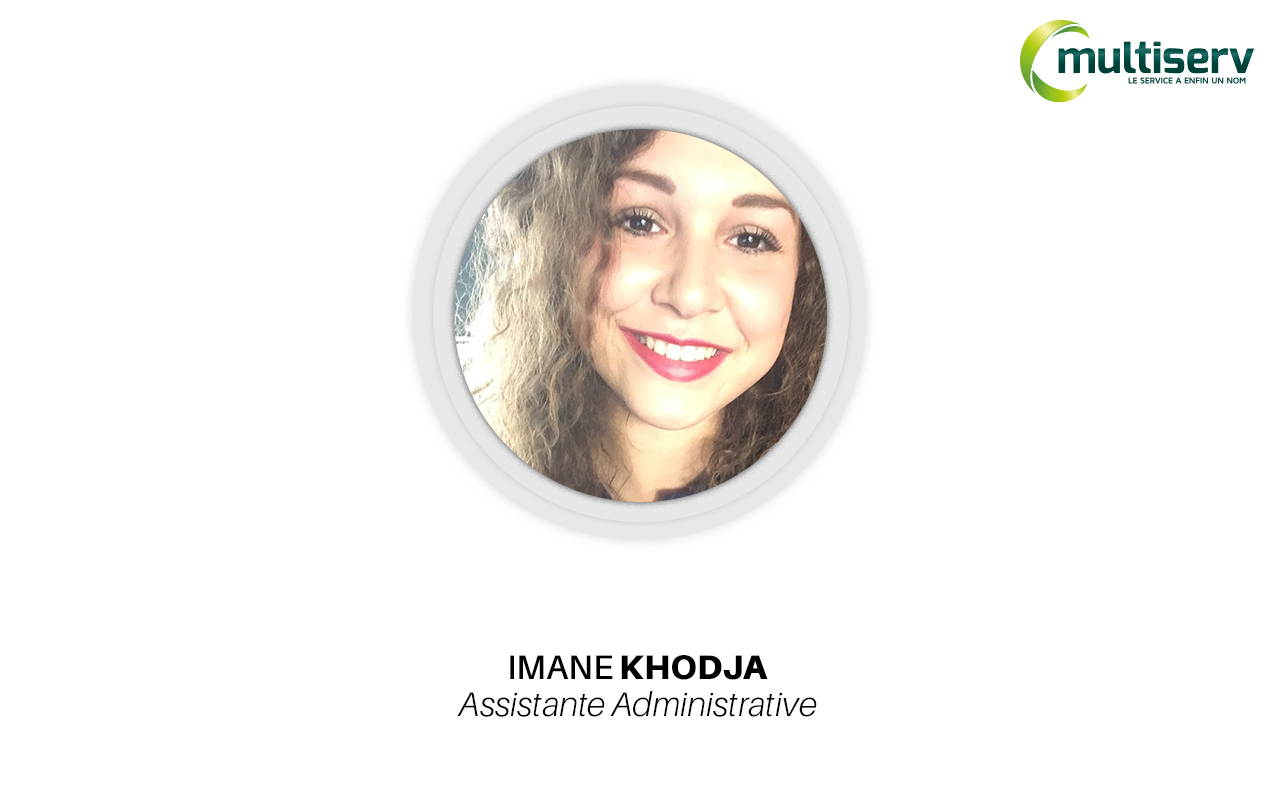 multiserv
LE SERVICE A ENFIN UN NOM
IMANE KHODJA
Assistante Administrative